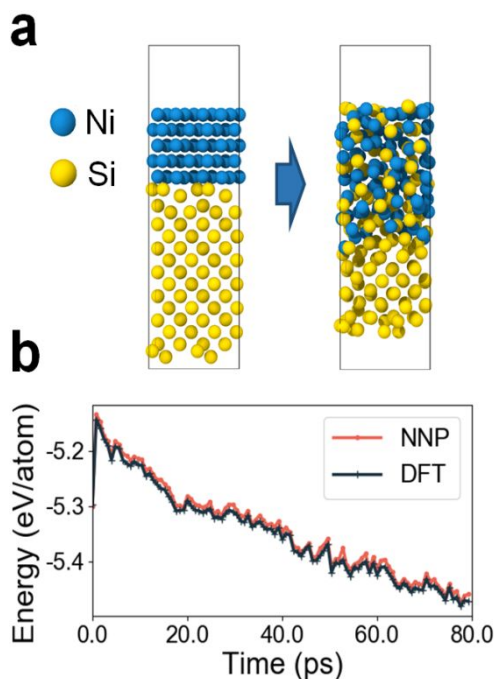 a
Ni
Si
b
Energy (eV/atom)
-5.2
-5.3
-5.4
NNP
DFT
0.0 20.0 40.0 60.0 80.0
Time (ps)